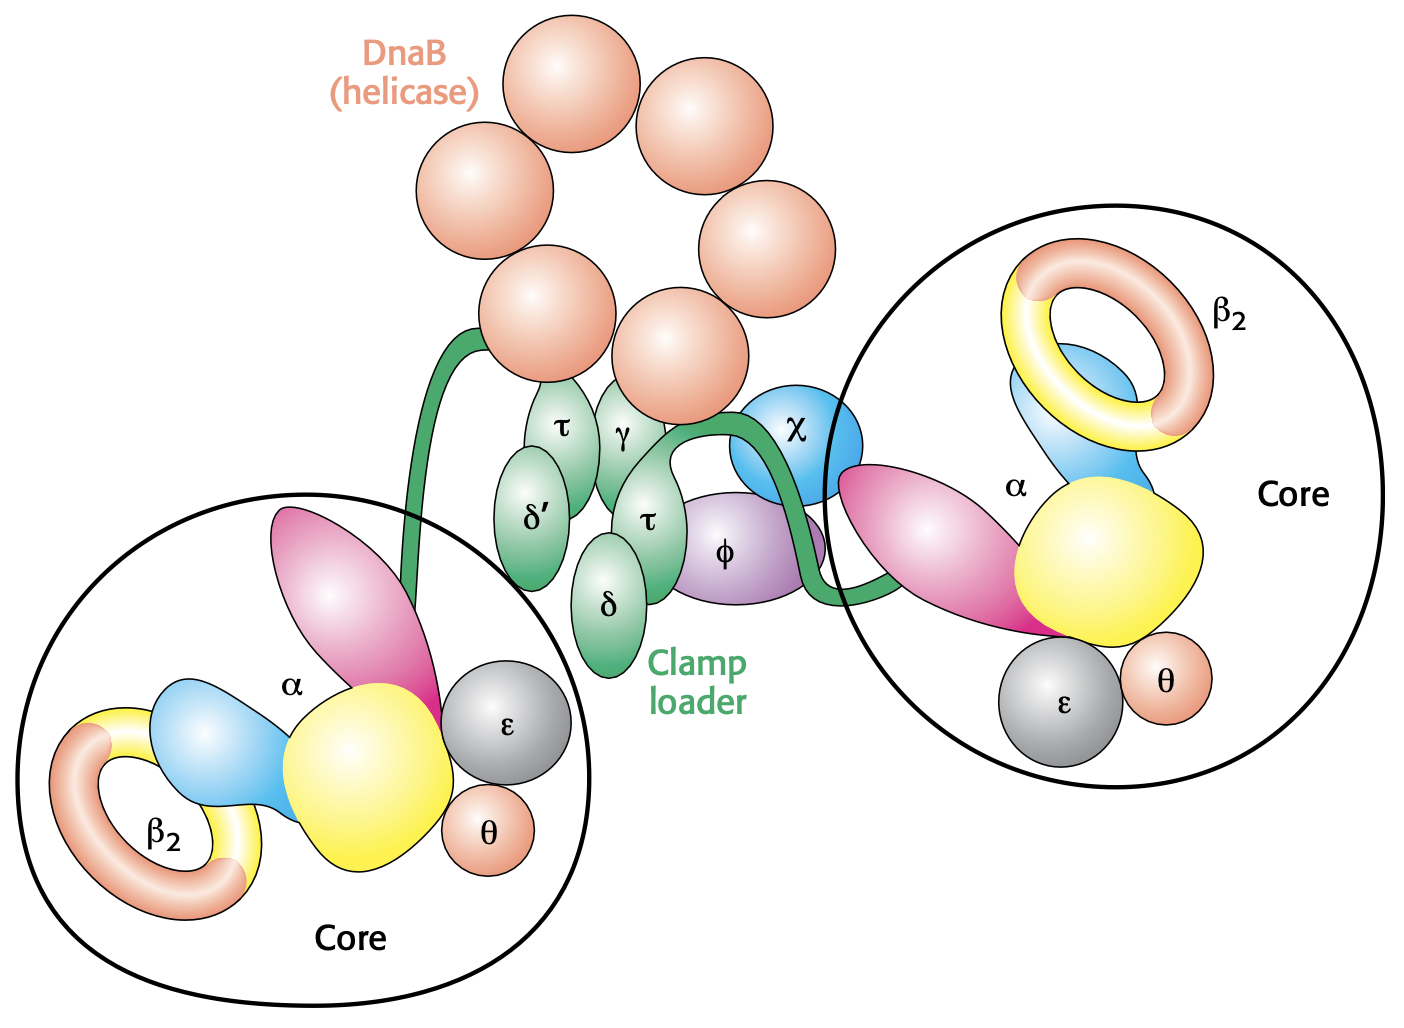 DnaB
(helicase)
β2
τ
γ
χ
α
Core
δ′
τ
ϕ
δ
Clamp
loader
θ
ε
α
ε
β2
θ
Core